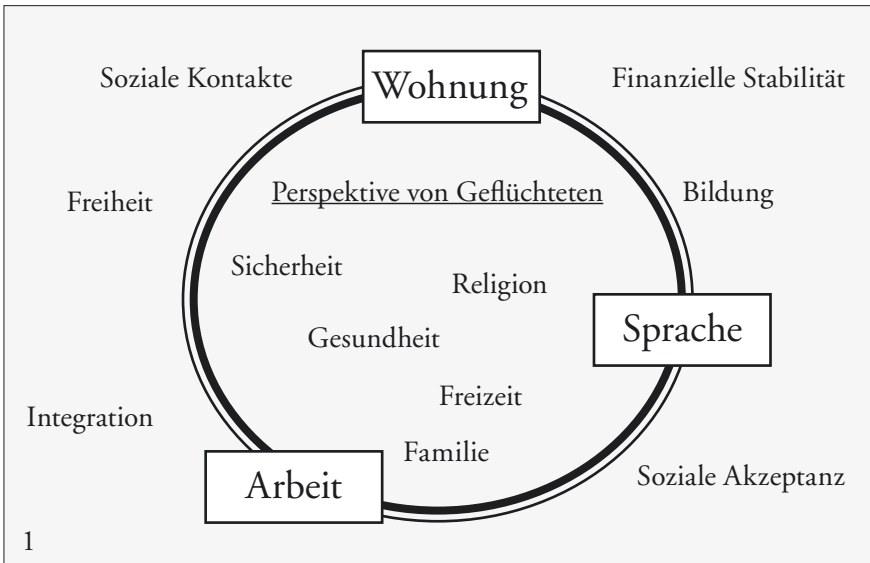 Soziale Kontakte
Wohnung
Finanzielle Stabilität
Freiheit
Perspektive von Geflüchteten
Bildung
Sicherheit
Religion
Gesundheit
Sprache
Freizeit
Integration
Familie
Arbeit
Soziale Akzeptanz
1